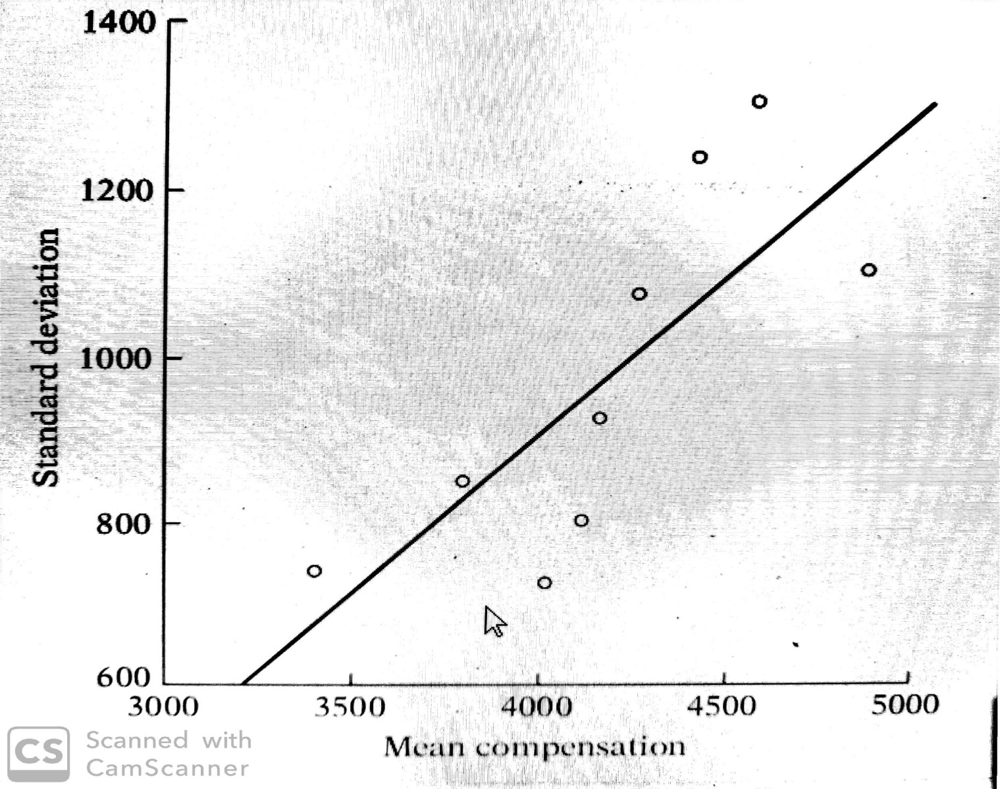 1400
1200
1000
800
600
Standard deviation
3000 3500 4000 4500 5000
Mean compensation
CS Scanned with
CamScanner